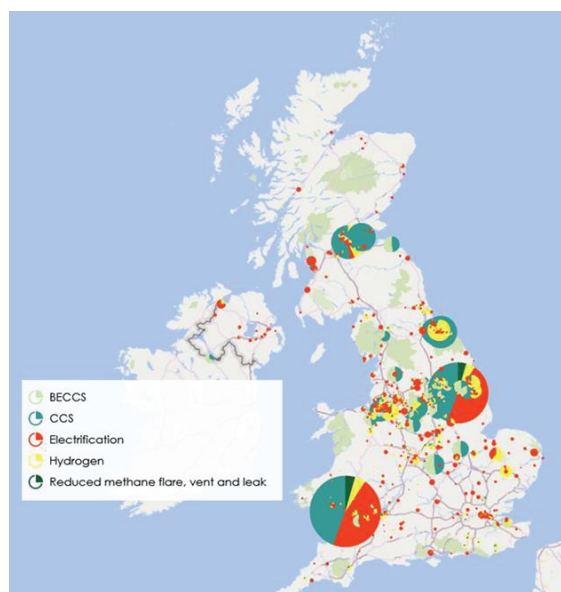 BECCS
CCS
Electrification
Hydrogen
Reduced methane flare, vent and leak